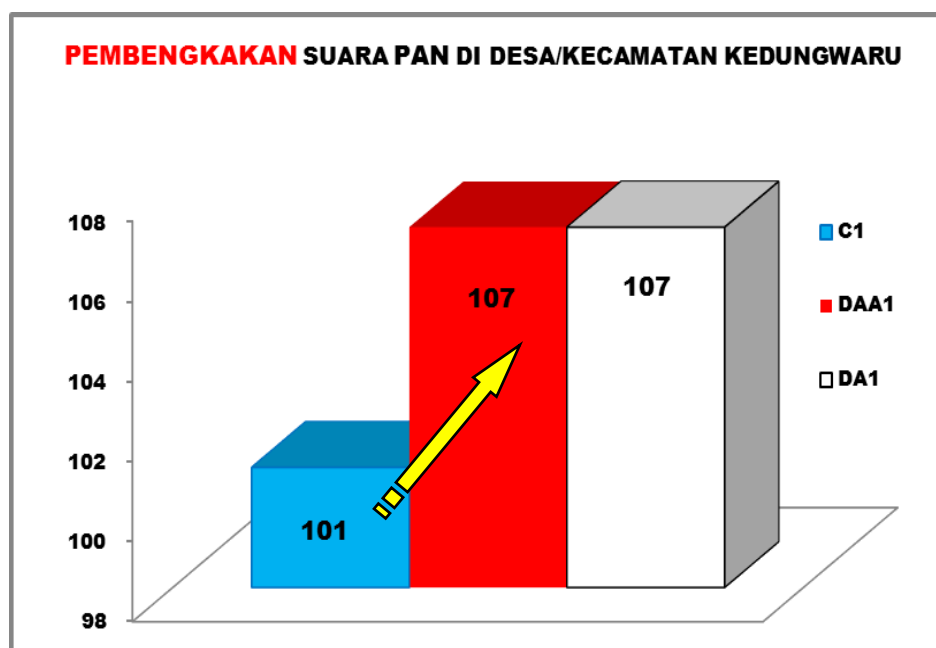 PEMBENGKAKAN SUARA PAN DI DESA/KECAMATAN KEDUNGWARU
108
106
104
102
100
98
101
107
107
C1
DAA1
DA1